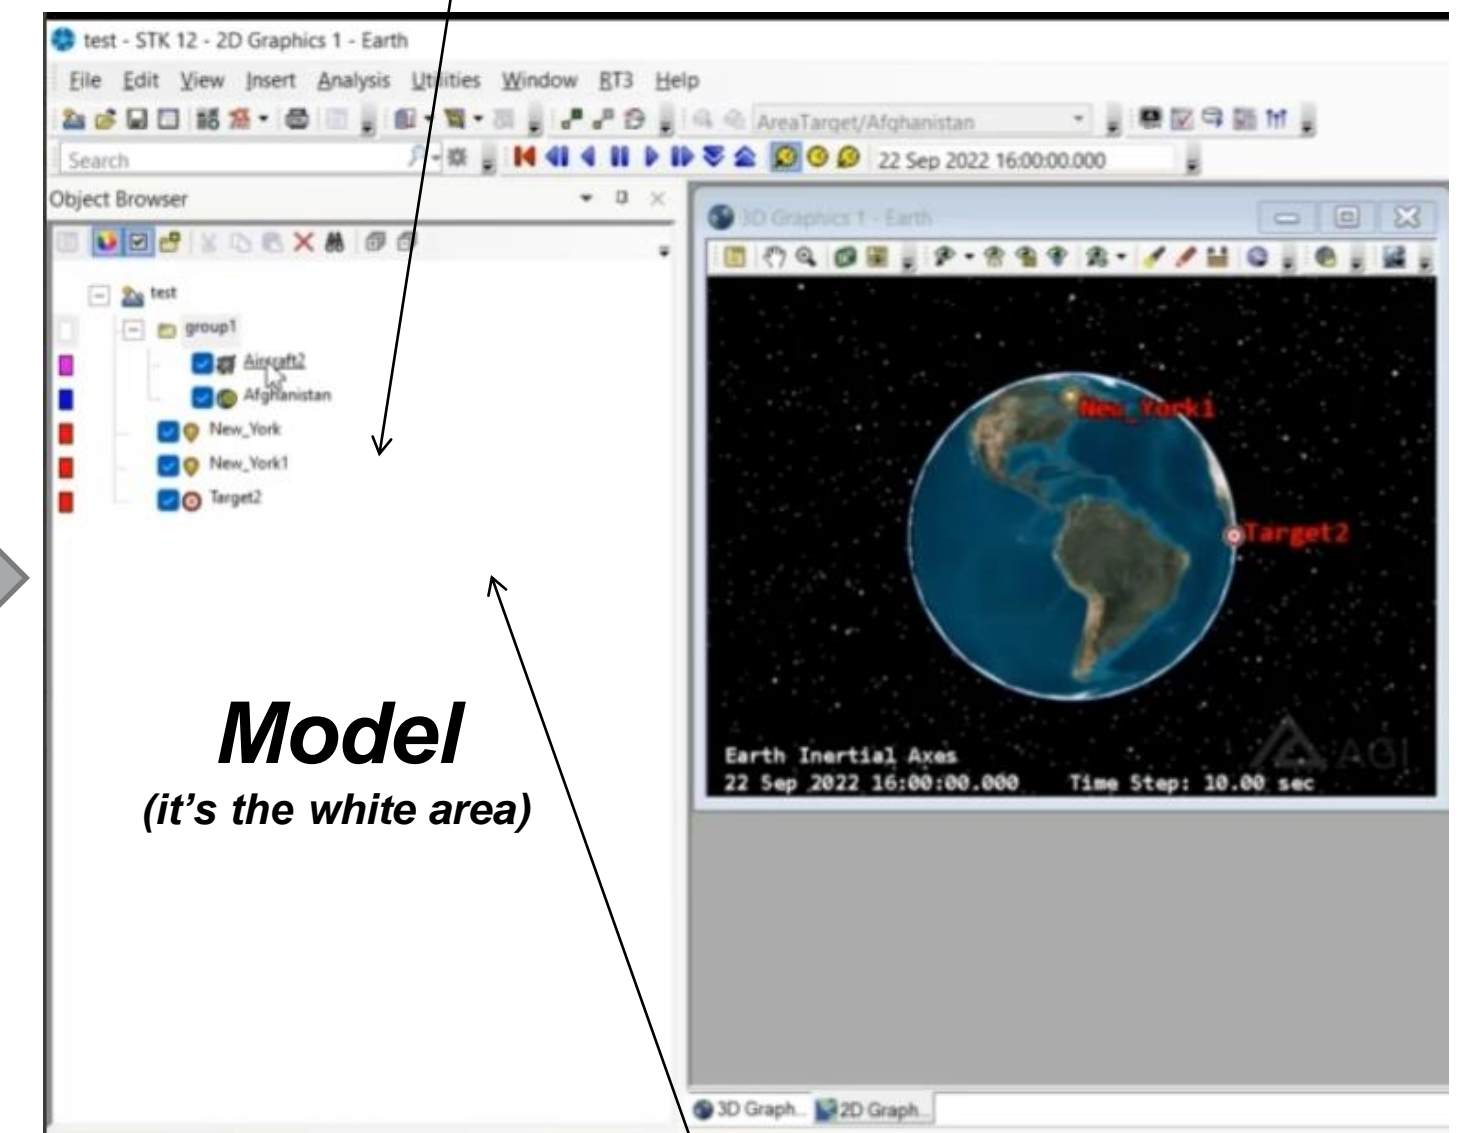 test - STK 12 - 2D Graphics 1 - Earth
File Edit View Insert Analysis Utilities Window RT3 Help
AreaTarget/Afghanistan
Search
22 Sep 2022 16:00:00.000
Object Browser
3D Graphics 1 - Earth
test
group1
Aircraft2
Afghanistan
New_York
New_York1
Target2
New_York1
Target2
Model
(it's the white area)
Earth Inertial Axes
22 Sep 2022 16:00:00.000 Time Step: 10.00 sec
AGI
3D Graph... 2D Graph...